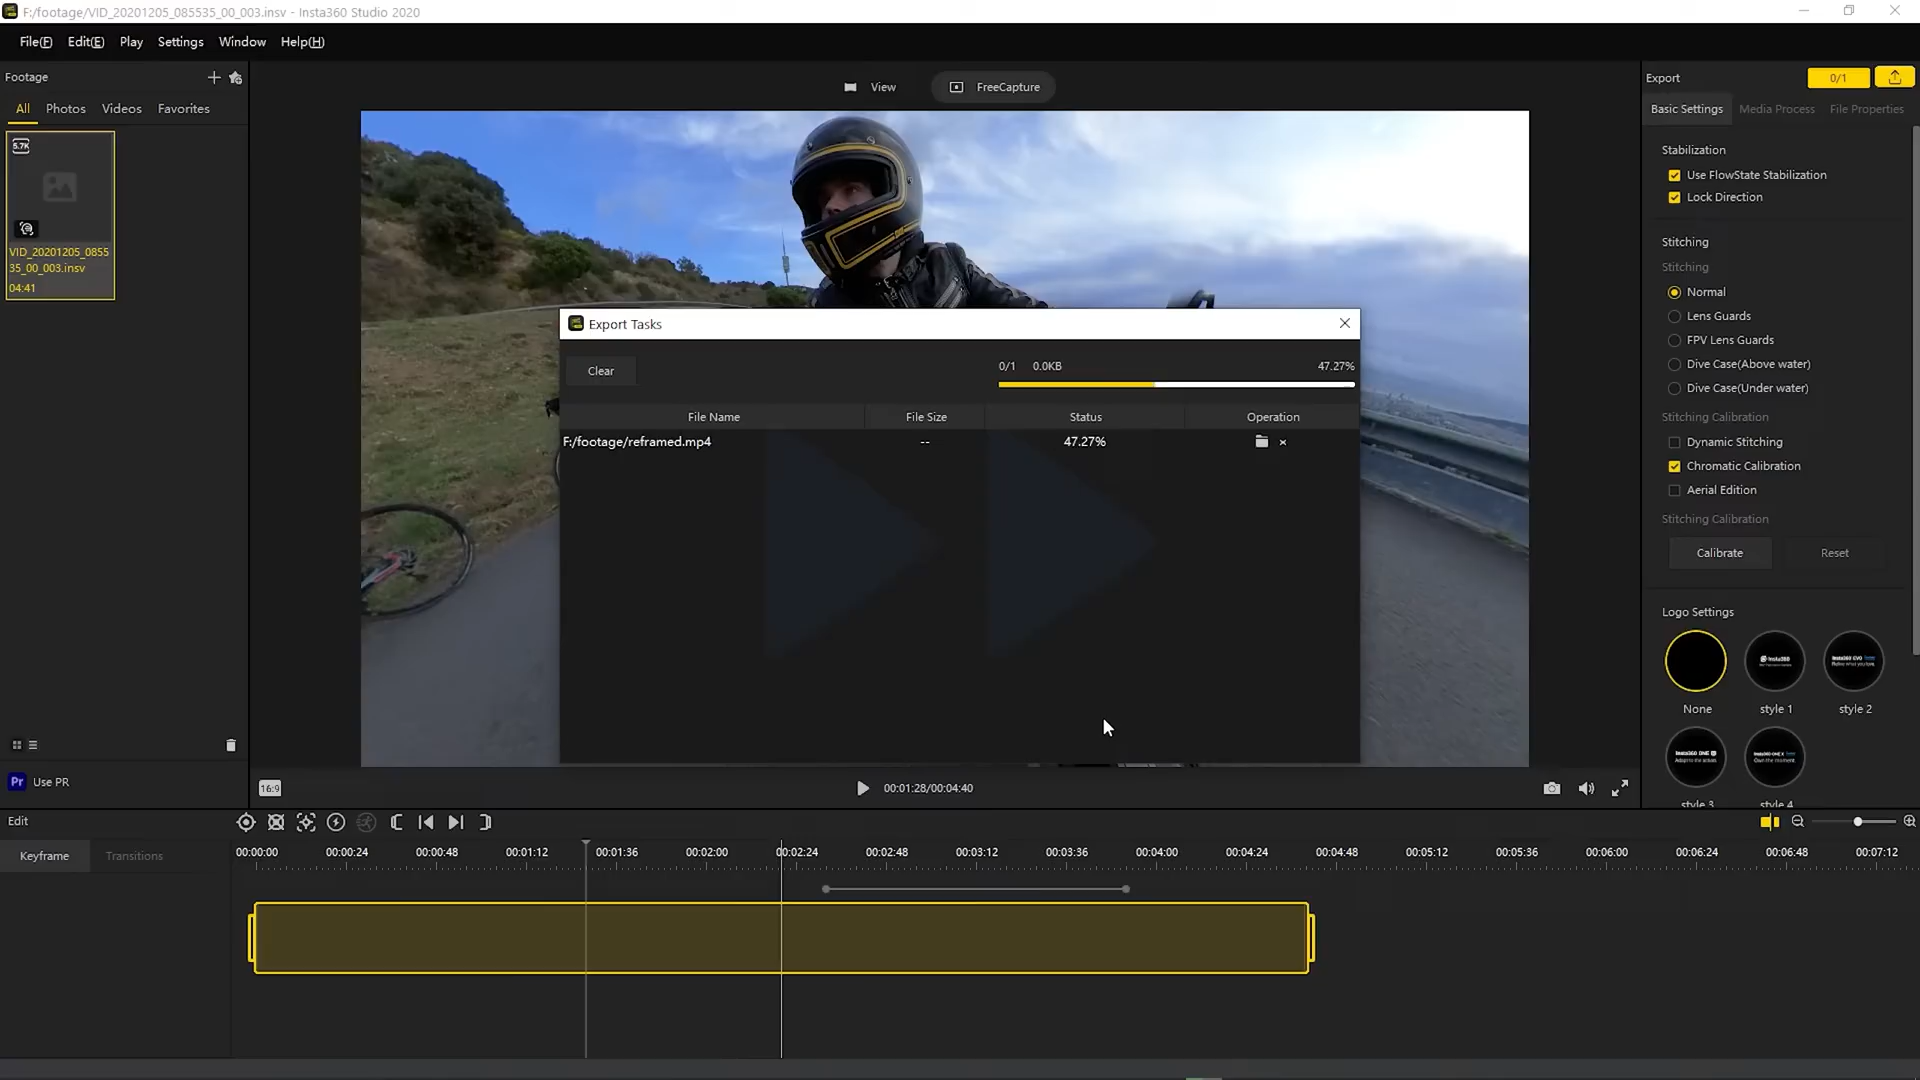 F:/footage/VID_20201205_085535_00_003.insv - Insta360 Studio 2020
File(F) Edit(E) Play Settings Window Help(H)
Footage
All Photos Videos Favorites
5.7K
VID_20201205_0855
35_00_003.insv
04:41
Pr Use PR
View FreeCapture
Export Tasks
Clear
0/1 0.0KB 47.27%
File Name File Size Status Operation
F:/footage/reframed.mp4 -- 47.27%
16:9
00:01:28/00:04:40
Export 0/1
Basic Settings Media Process File Properties
Stabilization
Use FlowState Stabilization
Lock Direction
Stitching
Stitching
Normal
Lens Guards
FPV Lens Guards
Dive Case(Above water)
Dive Case(Under water)
Stitching Calibration
Dynamic Stitching
Chromatic Calibration
Aerial Edition
Stitching Calibration
Calibrate Reset
Logo Settings
None style 1 style 2
style 3 style 4
Edit
Keyframe Transitions
00:00:00 00:00:24 00:00:48 00:01:12 00:01:36 00:02:00 00:02:24 00:02:48 00:03:12 00:03:36 00:04:00 00:04:24 00:04:48 00:05:12 00:05:36 00:06:00 00:06:24 00:06:48 00:07:12